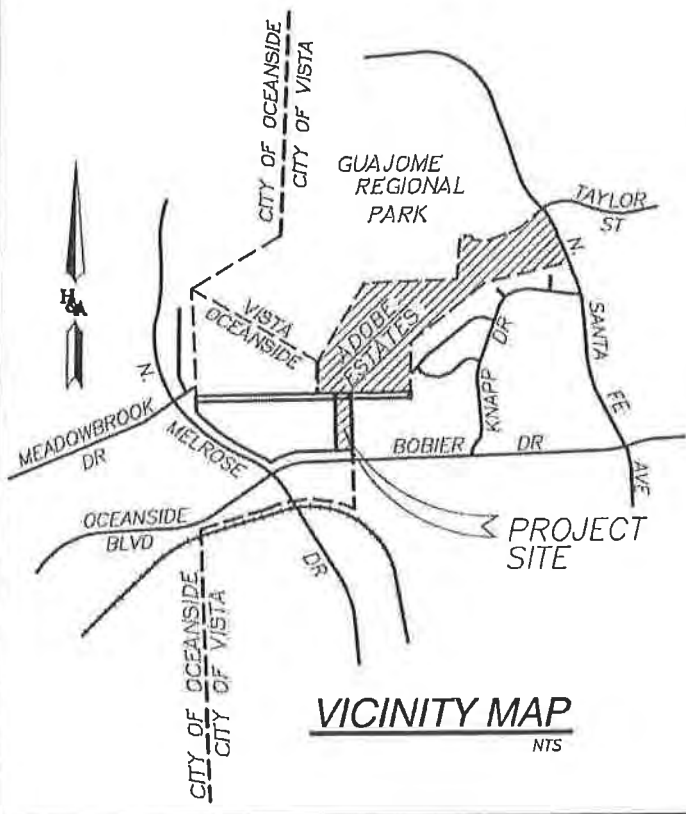 CITY OF OCEANSIDE
CITY OF VISTA
GUAJOME
REGIONAL
PARK
TAYLOR
ST
H&A
VISTA
OCEANSIDE
ADOBE
ESTATES
N.
SANTA
FE
AVE
KNAPP DR
N.
MELROSE
DR
MEADOWBROOK
DR
BOBIER DR
OCEANSIDE
BLVD
PROJECT
SITE
CITY OF OCEANSIDE
CITY OF VISTA
VICINITY MAP
NTS